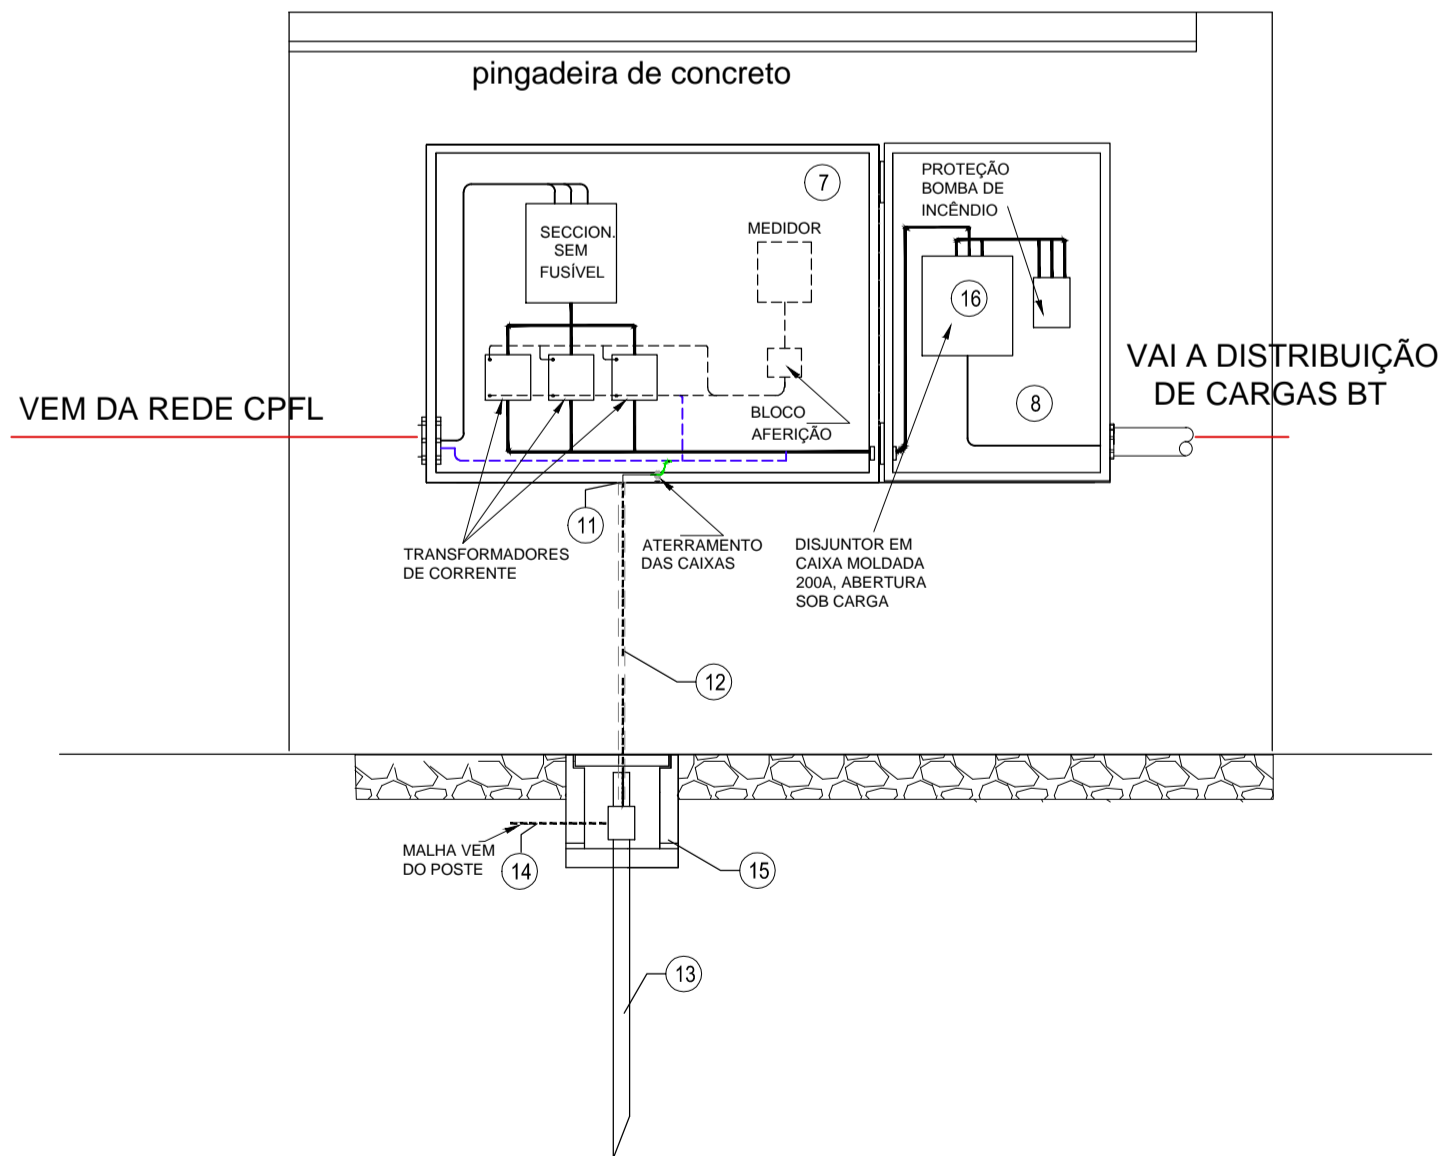 pingadeira de concreto
7
PROTEÇÃO
BOMBA DE
INCÊNDIO
SECCION.
SEM
FUSÍVEL
MEDIDOR
16
VEM DA REDE CPFL
BLOCO
AFERIÇÃO
8
VAI A DISTRIBUIÇÃO
DE CARGAS BT
11
TRANSFORMADORES
DE CORRENTE
ATERRAMENTO
DAS CAIXAS
DISJUNTOR EM
CAIXA MOLDADA
200A, ABERTURA
SOB CARGA
12
MALHA VEM
DO POSTE
14
15
13